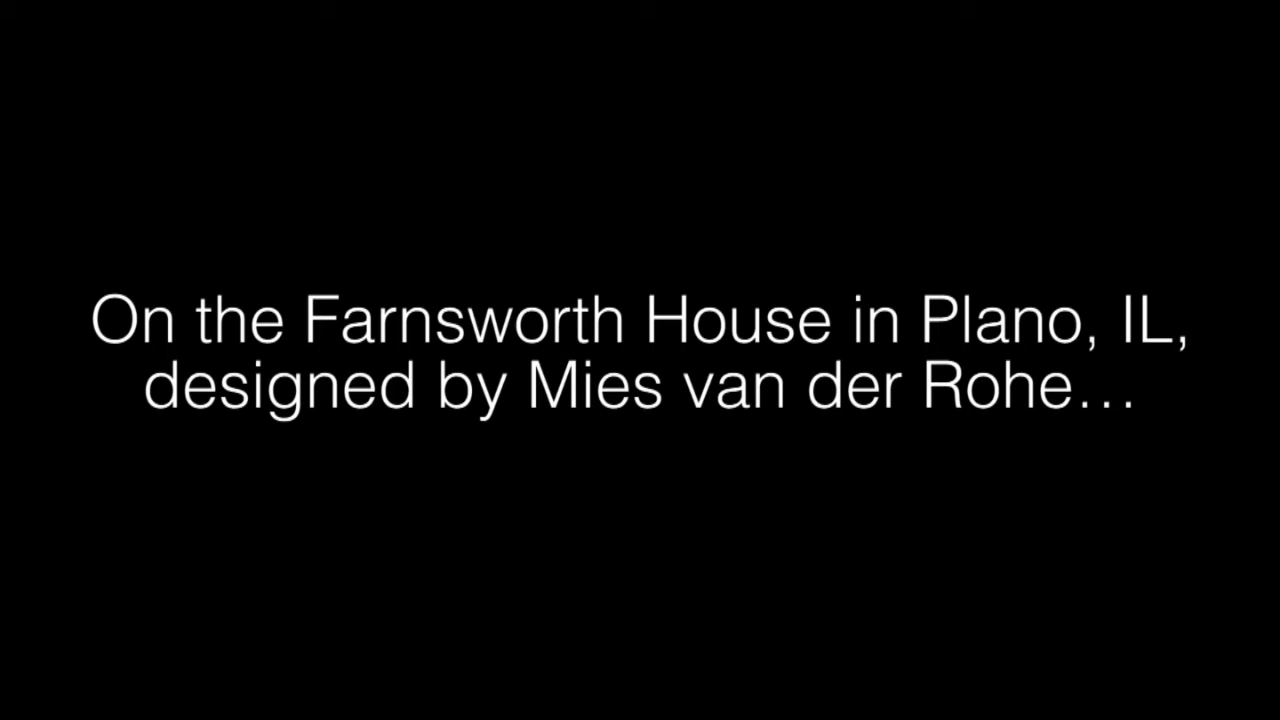 On the Farnsworth House in Plano, IL,
designed by Mies van der Rohe…